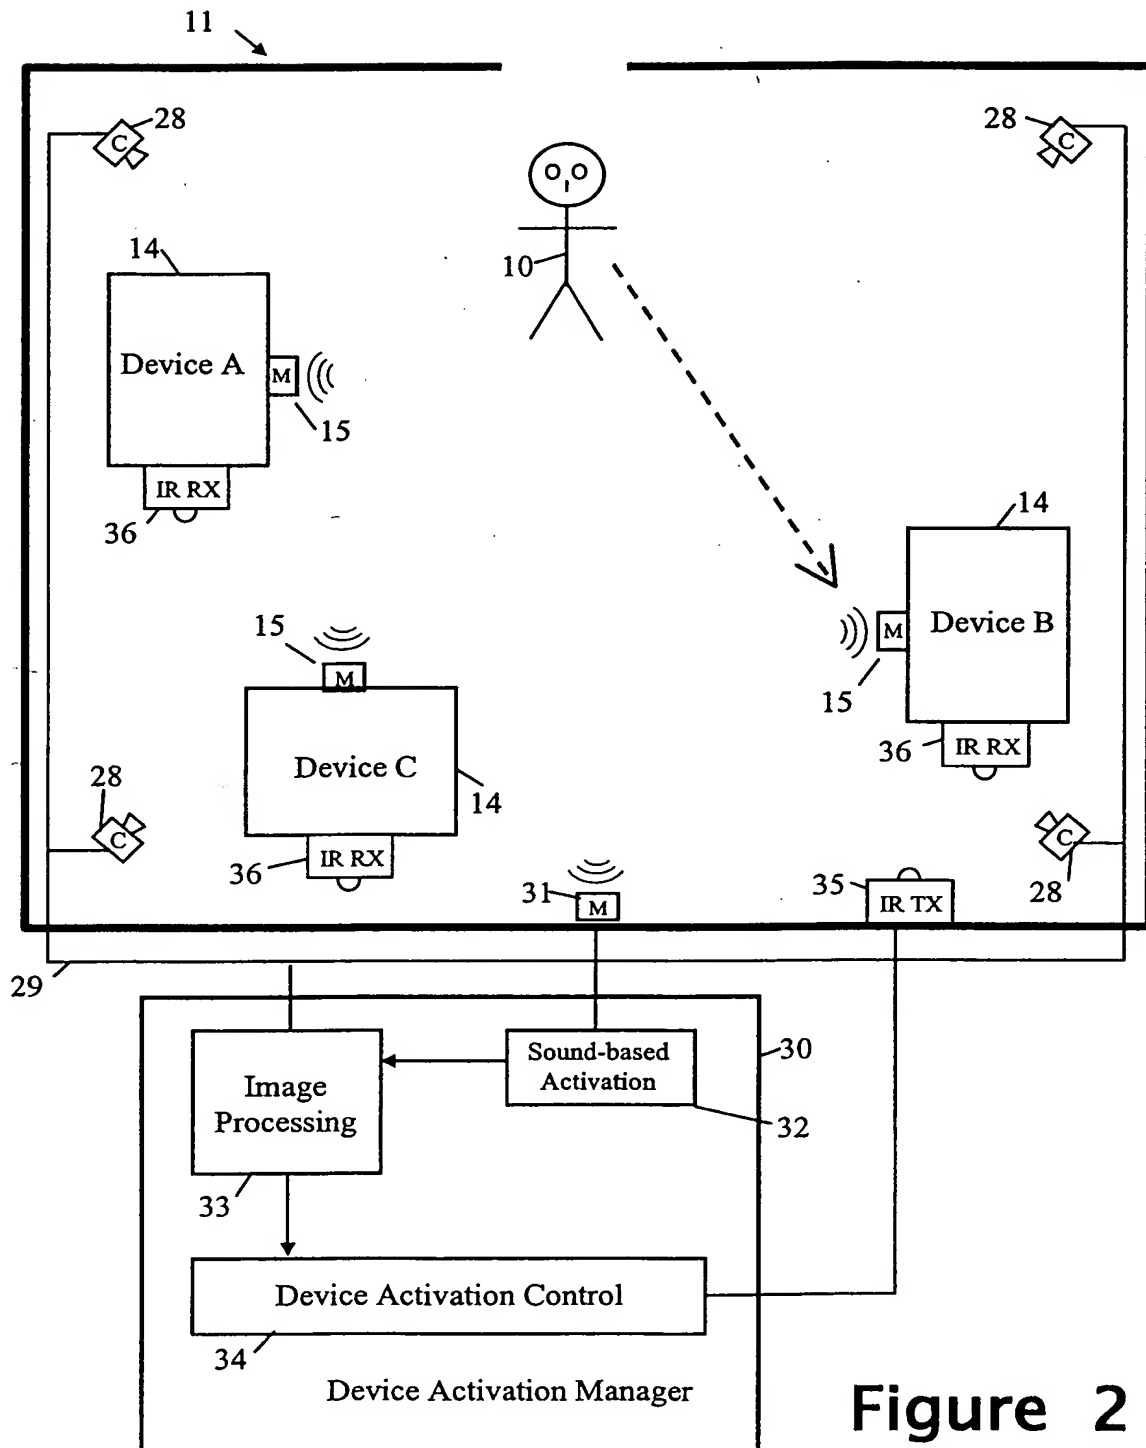 11
28
C
28
C
14
10
Device A
M
15
IR RX
36
14
15
M
Device B
M
15
36
IR RX
Device C
14
28
C
C
28
36
IR RX
31
M
35
IR TX
29
30
Sound-based
Activation
32
Image
Processing
33
Device Activation Control
34
Device Activation Manager
Figure 2